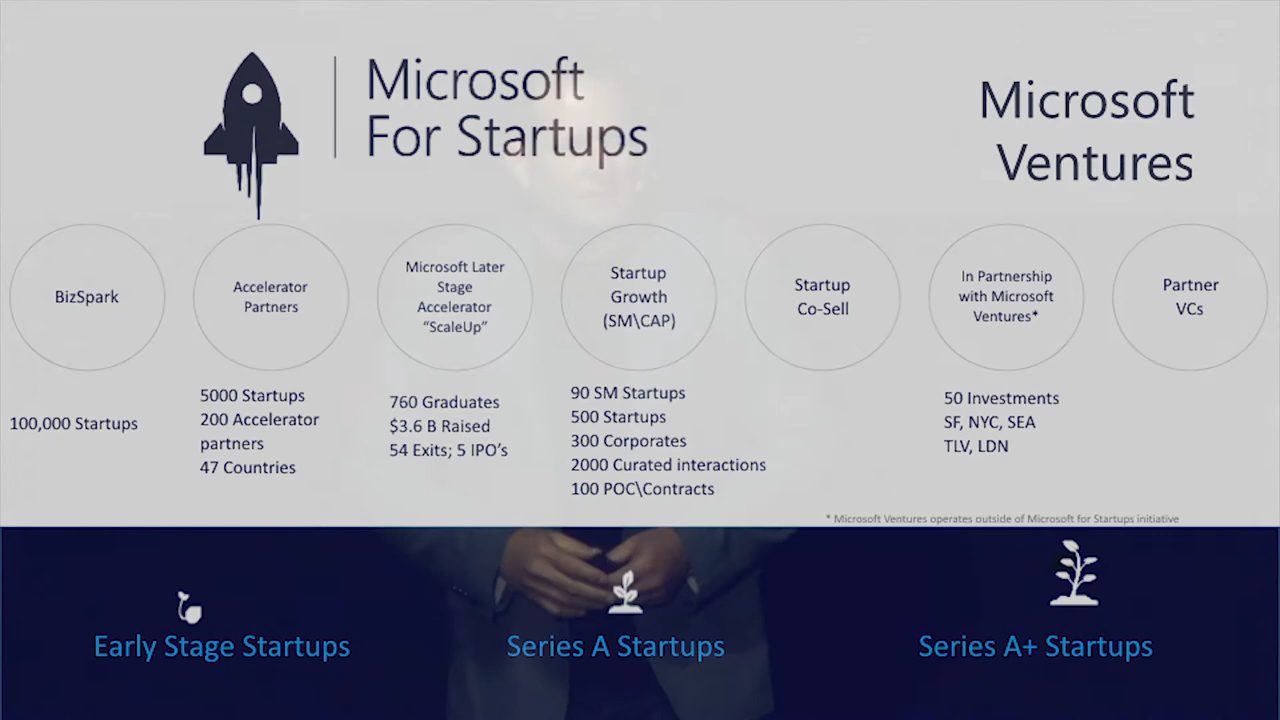 Microsoft
For Startups
Microsoft
Ventures
BizSpark
Accelerator
Partners
Microsoft Later
Stage
Accelerator
“ScaleUp”
Startup
Growth
(SM\CAP)
Startup
Co-Sell
In Partnership
with Microsoft
Ventures*
Partner
VCs
100,000 Startups
5000 Startups
200 Accelerator
partners
47 Countries
760 Graduates
$3.6 B Raised
54 Exits; 5 IPO’s
90 SM Startups
500 Startups
300 Corporates
2000 Curated interactions
100 POC\Contracts
50 Investments
SF, NYC, SEA
TLV, LDN
* Microsoft Ventures operates outside of Microsoft for Startups initiative
Early Stage Startups
Series A Startups
Series A+ Startups